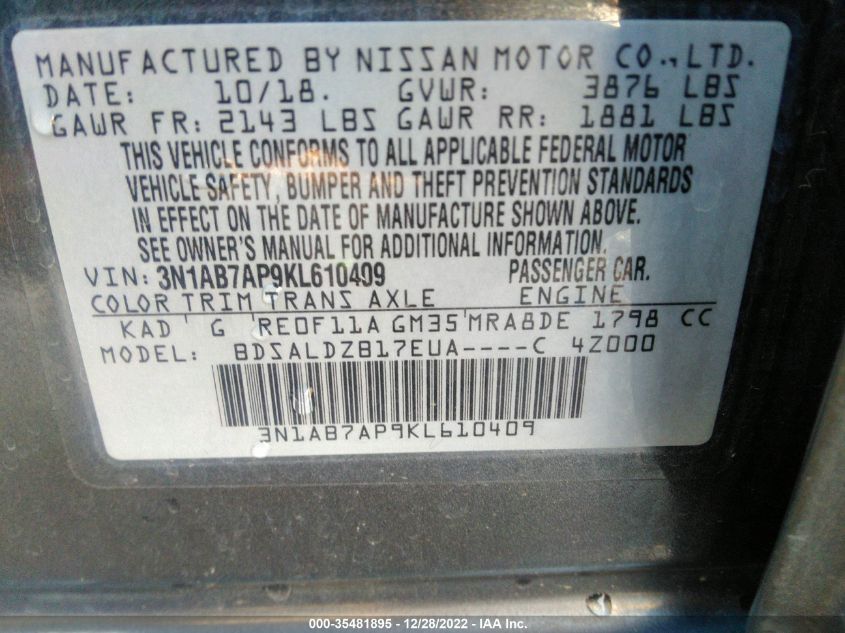 MANUFACTURED BY NISSAN MOTOR CO., LTD.
DATE: 10/18. GVWR: 3876 LBS
GAWR FR: 2143 LBS GAWR RR: 1881 LBS
THIS VEHICLE CONFORMS TO ALL APPLICABLE FEDERAL MOTOR
VEHICLE SAFETY, BUMPER AND THEFT PREVENTION STANDARDS
IN EFFECT ON THE DATE OF MANUFACTURE SHOWN ABOVE.
SEE OWNER'S MANUAL FOR ADDITIONAL INFORMATION.
VIN: 3N1AB7AP9KL610409 PASSENGER CAR.
COLOR TRIM TRANS AXLE ENGINE
KAD G RE0F11A GM35 MRA8DE 1798 CC
MODEL: BDSALDZB17EUA----C 4Z000
3N1AB7AP9KL610409
000-35481895 - 12/28/2022 - IAA Inc.